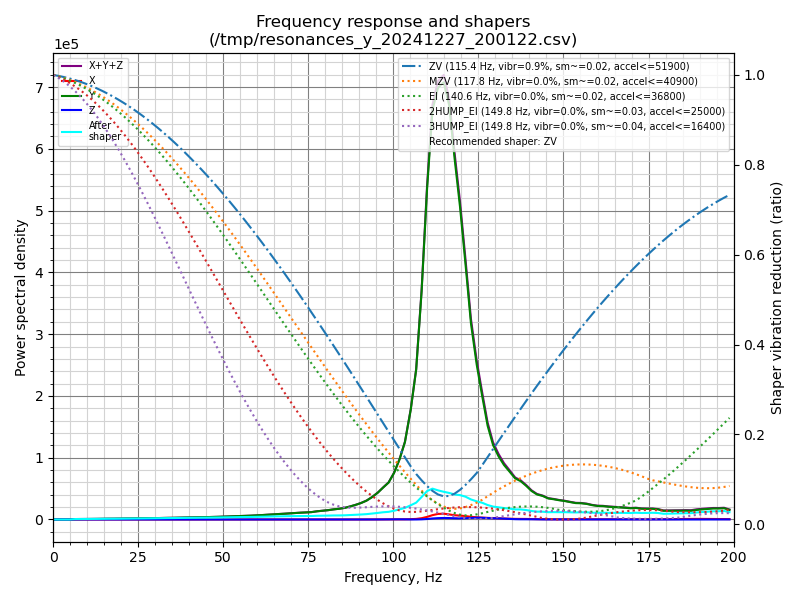 Frequency response and shapers
(/tmp/resonances_y_20241227_200122.csv)
1e5
X+Y+Z
X
Y
Z
After
shaper
ZV (115.4 Hz, vibr=0.9%, sm~=0.02, accel<=51900)
MZV (117.8 Hz, vibr=0.0%, sm~=0.02, accel<=40900)
EI (140.6 Hz, vibr=0.0%, sm~=0.02, accel<=36800)
2HUMP_EI (149.8 Hz, vibr=0.0%, sm~=0.03, accel<=25000)
3HUMP_EI (149.8 Hz, vibr=0.0%, sm~=0.04, accel<=16400)
Recommended shaper: ZV
Power spectral density
7
6
5
4
3
2
1
0
1.0
0.8
0.6
0.4
0.2
0.0
Shaper vibration reduction (ratio)
0 25 50 75 100 125 150 175 200
Frequency, Hz